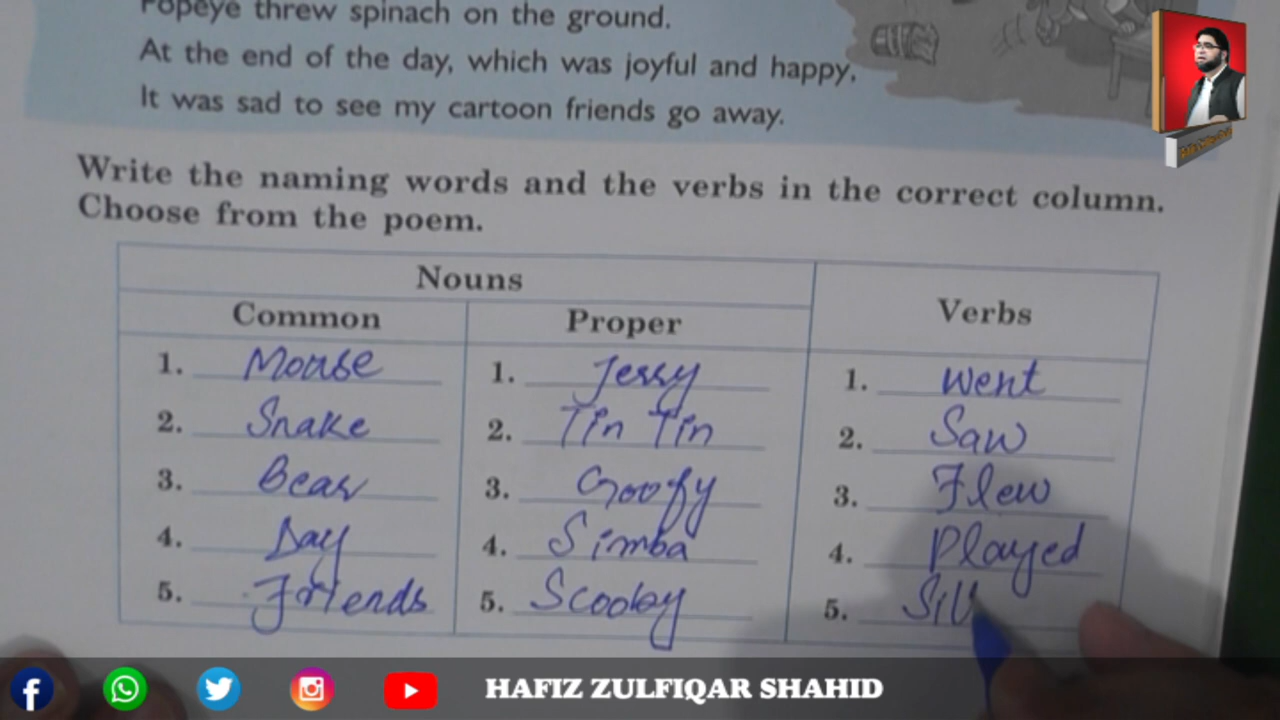 Popeye threw spinach on the ground.
At the end of the day, which was joyful and happy,
It was sad to see my cartoon friends go away.
Write the naming words and the verbs in the correct column.
Choose from the poem.
Nouns
Verbs
Common
Proper
1. Mouse
1. Jerry
1. went
2. Snake
2. Tin Tin
2. Saw
3. Bear
3. Goofy
3. Flew
4. Day
4. Simba
4. Played
5. Friends
5. Scooby
5. Sill
HAFIZ ZULFIQAR SHAHID